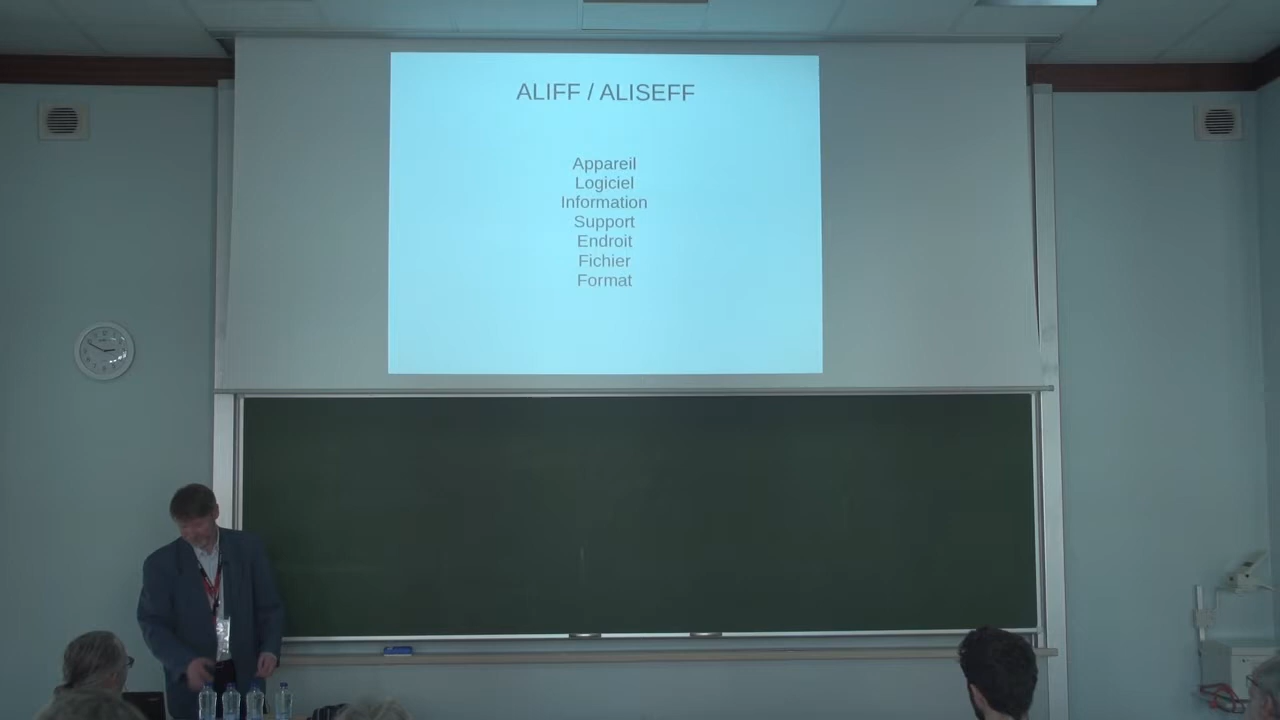 ALIFF / ALISEFF
Appareil
Logiciel
Information
Support
Endroit
Fichier
Format